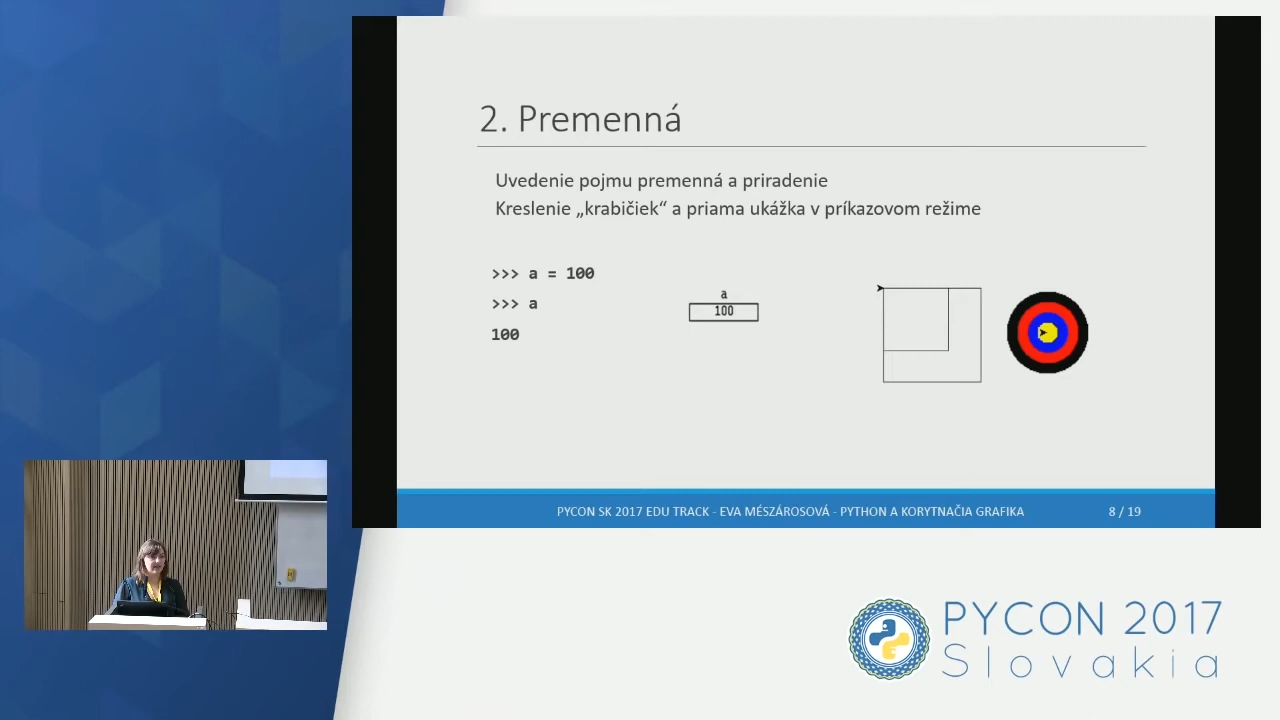 2. Premenná
Uvedenie pojmu premenná a priradenie
Kreslenie „krabičiek“ a priama ukážka v príkazovom režime
>>> a = 100
>>> a
100
a
100
PYCON SK 2017 EDU TRACK - EVA MÉSZÁROSOVÁ - PYTHON A KORYTNAČIA GRAFIKA
8 / 19
PYCON 2017
Slovakia